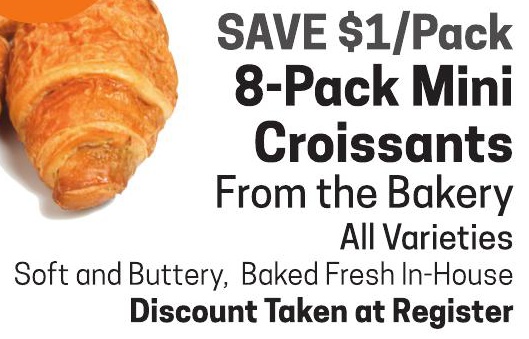 SAVE $1/Pack
8-Pack Mini
Croissants
From the Bakery
All Varieties
Soft and Buttery, Baked Fresh In-House
Discount Taken at Register